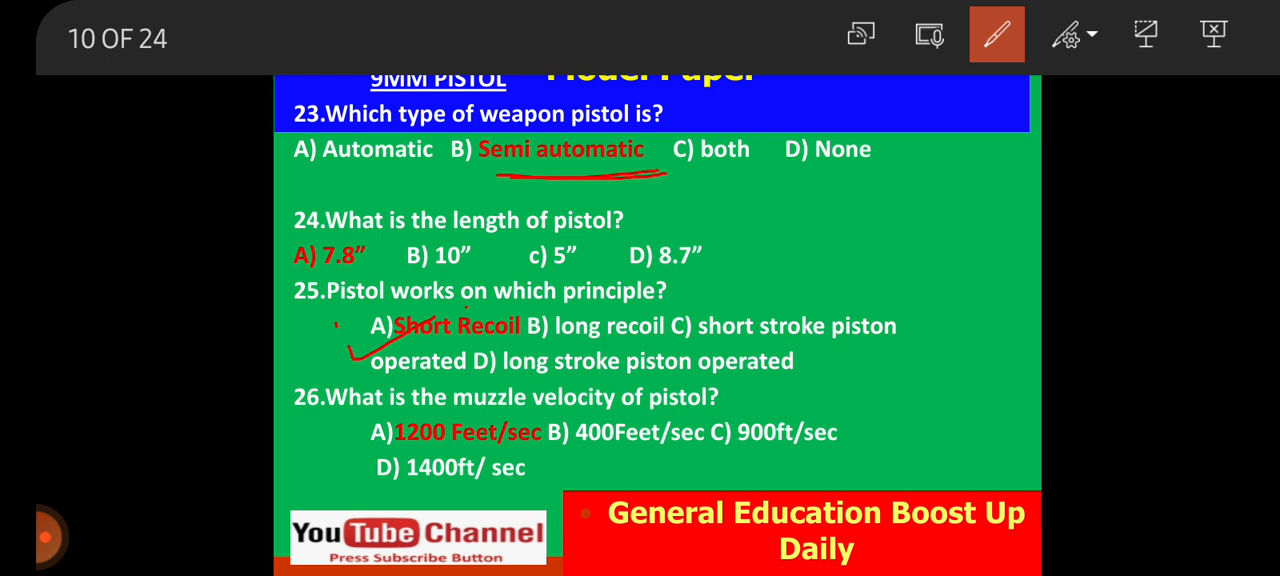 10 OF 24
9MM PISTOL Model Paper
23.Which type of weapon pistol is?
A) Automatic B) Semi automatic C) both D) None
24.What is the length of pistol?
A) 7.8” B) 10” c) 5” D) 8.7”
25.Pistol works on which principle?
A)Short Recoil B) long recoil C) short stroke piston
operated D) long stroke piston operated
26.What is the muzzle velocity of pistol?
A)1200 Feet/sec B) 400Feet/sec C) 900ft/sec
D) 1400ft/ sec
YouTube Channel
Press Subscribe Button
• General Education Boost Up
Daily